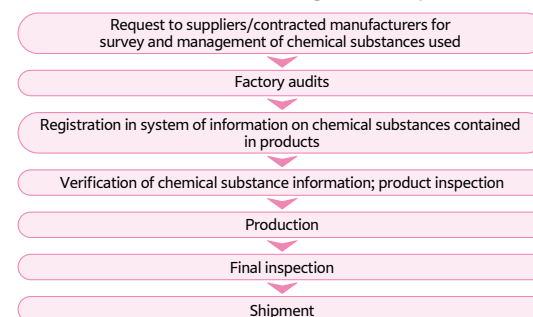 Request to suppliers/contracted manufacturers for
survey and management of chemical substances used
Factory audits
Registration in system of information on chemical substances contained
in products
Verification of chemical substance information; product inspection
Production
Final inspection
Shipment